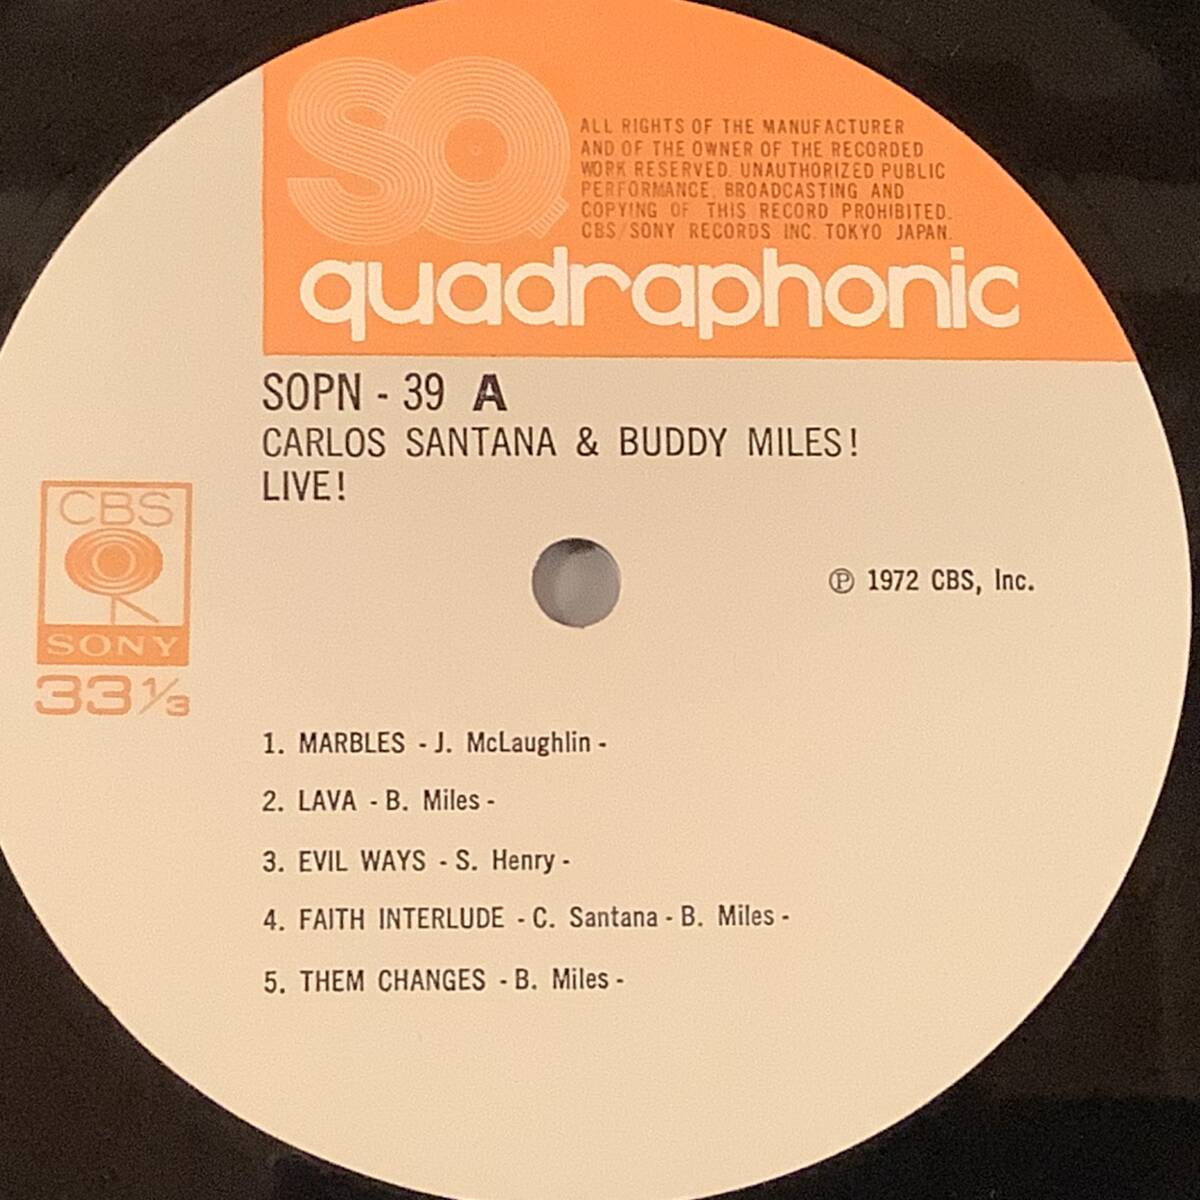 SQ
ALL RIGHTS OF THE MANUFACTURER
AND OF THE OWNER OF THE RECORDED
WORK RESERVED. UNAUTHORIZED PUBLIC
PERFORMANCE, BROADCASTING AND
COPYING OF THIS RECORD PROHIBITED.
CBS/SONY RECORDS INC. TOKYO JAPAN.
quadraphonic
SOPN - 39 A
CARLOS SANTANA & BUDDY MILES!
LIVE!
CBS
SONY
33 1/3
℗ 1972 CBS, Inc.
1. MARBLES - J. McLaughlin -
2. LAVA - B. Miles -
3. EVIL WAYS - S. Henry -
4. FAITH INTERLUDE - C. Santana - B. Miles -
5. THEM CHANGES - B. Miles -